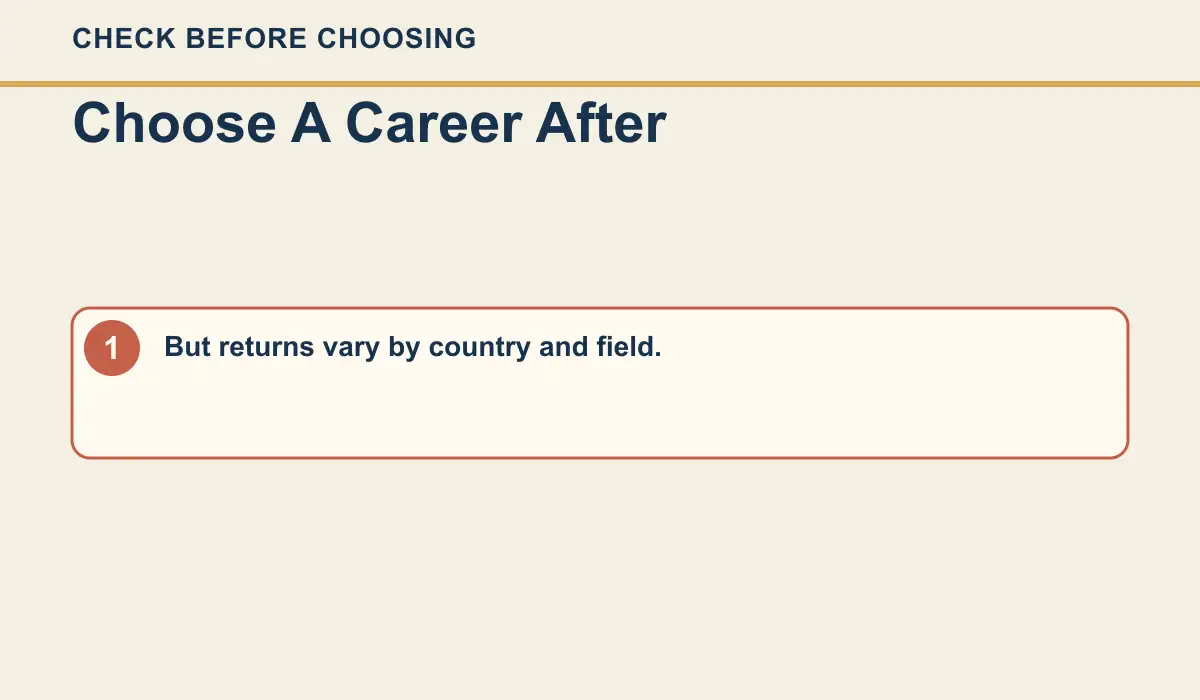 CHECK BEFORE CHOOSING
Choose A Career After
1 But returns vary by country and field.